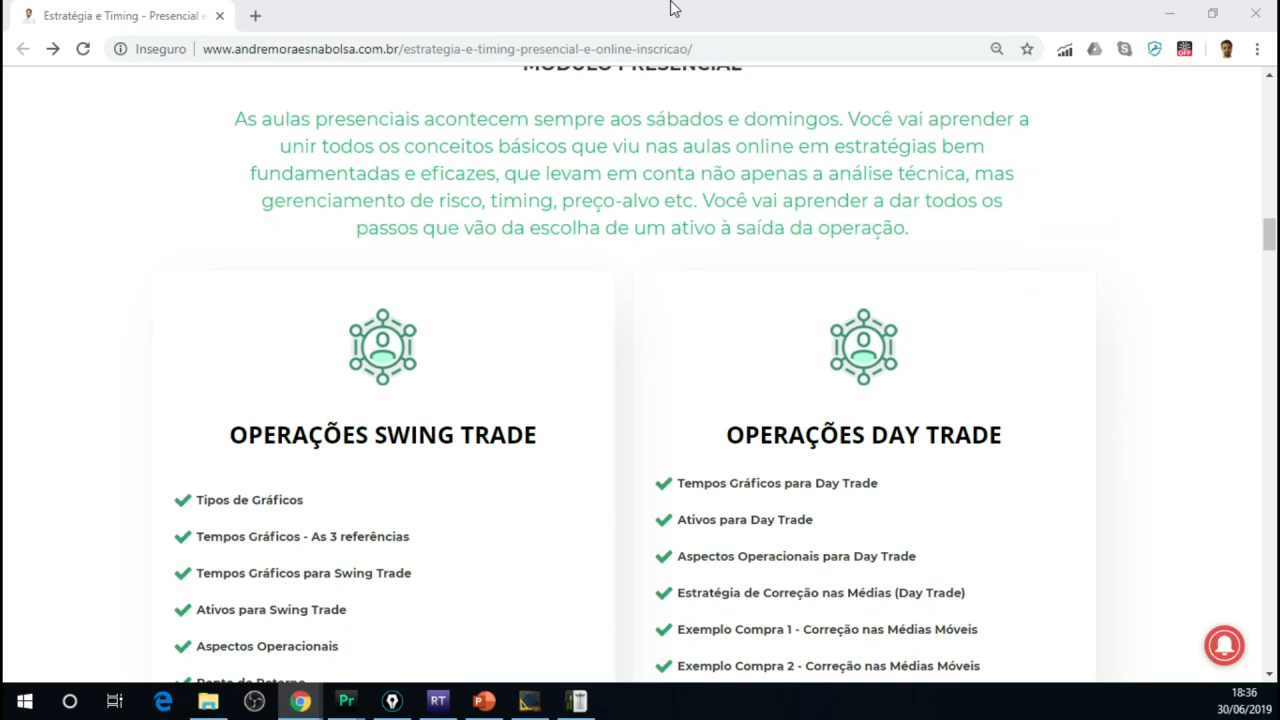 Estratégia e Timing - Presencial e
Inseguro
www.andremoraesnabolsa.com.br/estrategia-e-timing-presencial-e-online-inscricao/
OFF
MÓDULO PRESENCIAL
As aulas presenciais acontecem sempre aos sábados e domingos. Você vai aprender a
unir todos os conceitos básicos que viu nas aulas online em estratégias bem
fundamentadas e eficazes, que levam em conta não apenas a análise técnica, mas
gerenciamento de risco, timing, preço-alvo etc. Você vai aprender a dar todos os
passos que vão da escolha de um ativo à saída da operação.
OPERAÇÕES SWING TRADE
Tipos de Gráficos
Tempos Gráficos - As 3 referências
Tempos Gráficos para Swing Trade
Ativos para Swing Trade
Aspectos Operacionais
OPERAÇÕES DAY TRADE
Tempos Gráficos para Day Trade
Ativos para Day Trade
Aspectos Operacionais para Day Trade
Estratégia de Correção nas Médias (Day Trade)
Exemplo Compra 1 - Correção nas Médias Móveis
Exemplo Compra 2 - Correção nas Médias Móveis
Pr
RT
18:36
30/06/2019